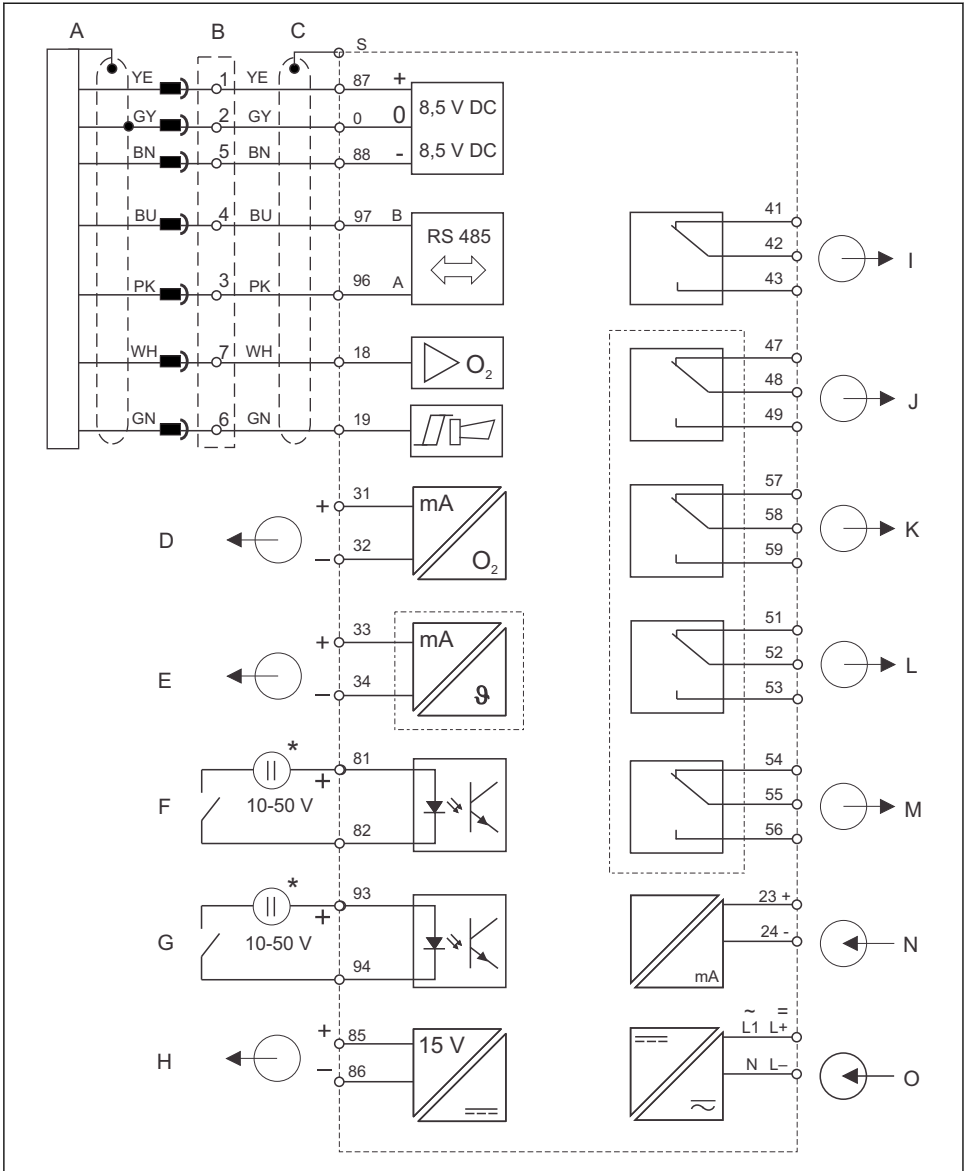 A B C S
YE 1 YE 87 +
8,5 V DC
GY 2 GY 0 0
BN 5 BN 88 -
8,5 V DC
BU 4 BU 97 B
RS 485
PK 3 PK 96 A
WH 7 WH 18
O2
GN 6 GN 19
D + 31 mA
– 32 O2
E + 33 mA
– 34 ϑ
F * + 81
10-50 V
82
G * + 93
10-50 V
94
H + 85 15 V
– 86
41
42 I
43
47
48 J
49
57
58 K
59
51
52 L
53
54
55 M
56
23 +
24 - N
mA
~ =
L1 L+
N L– O